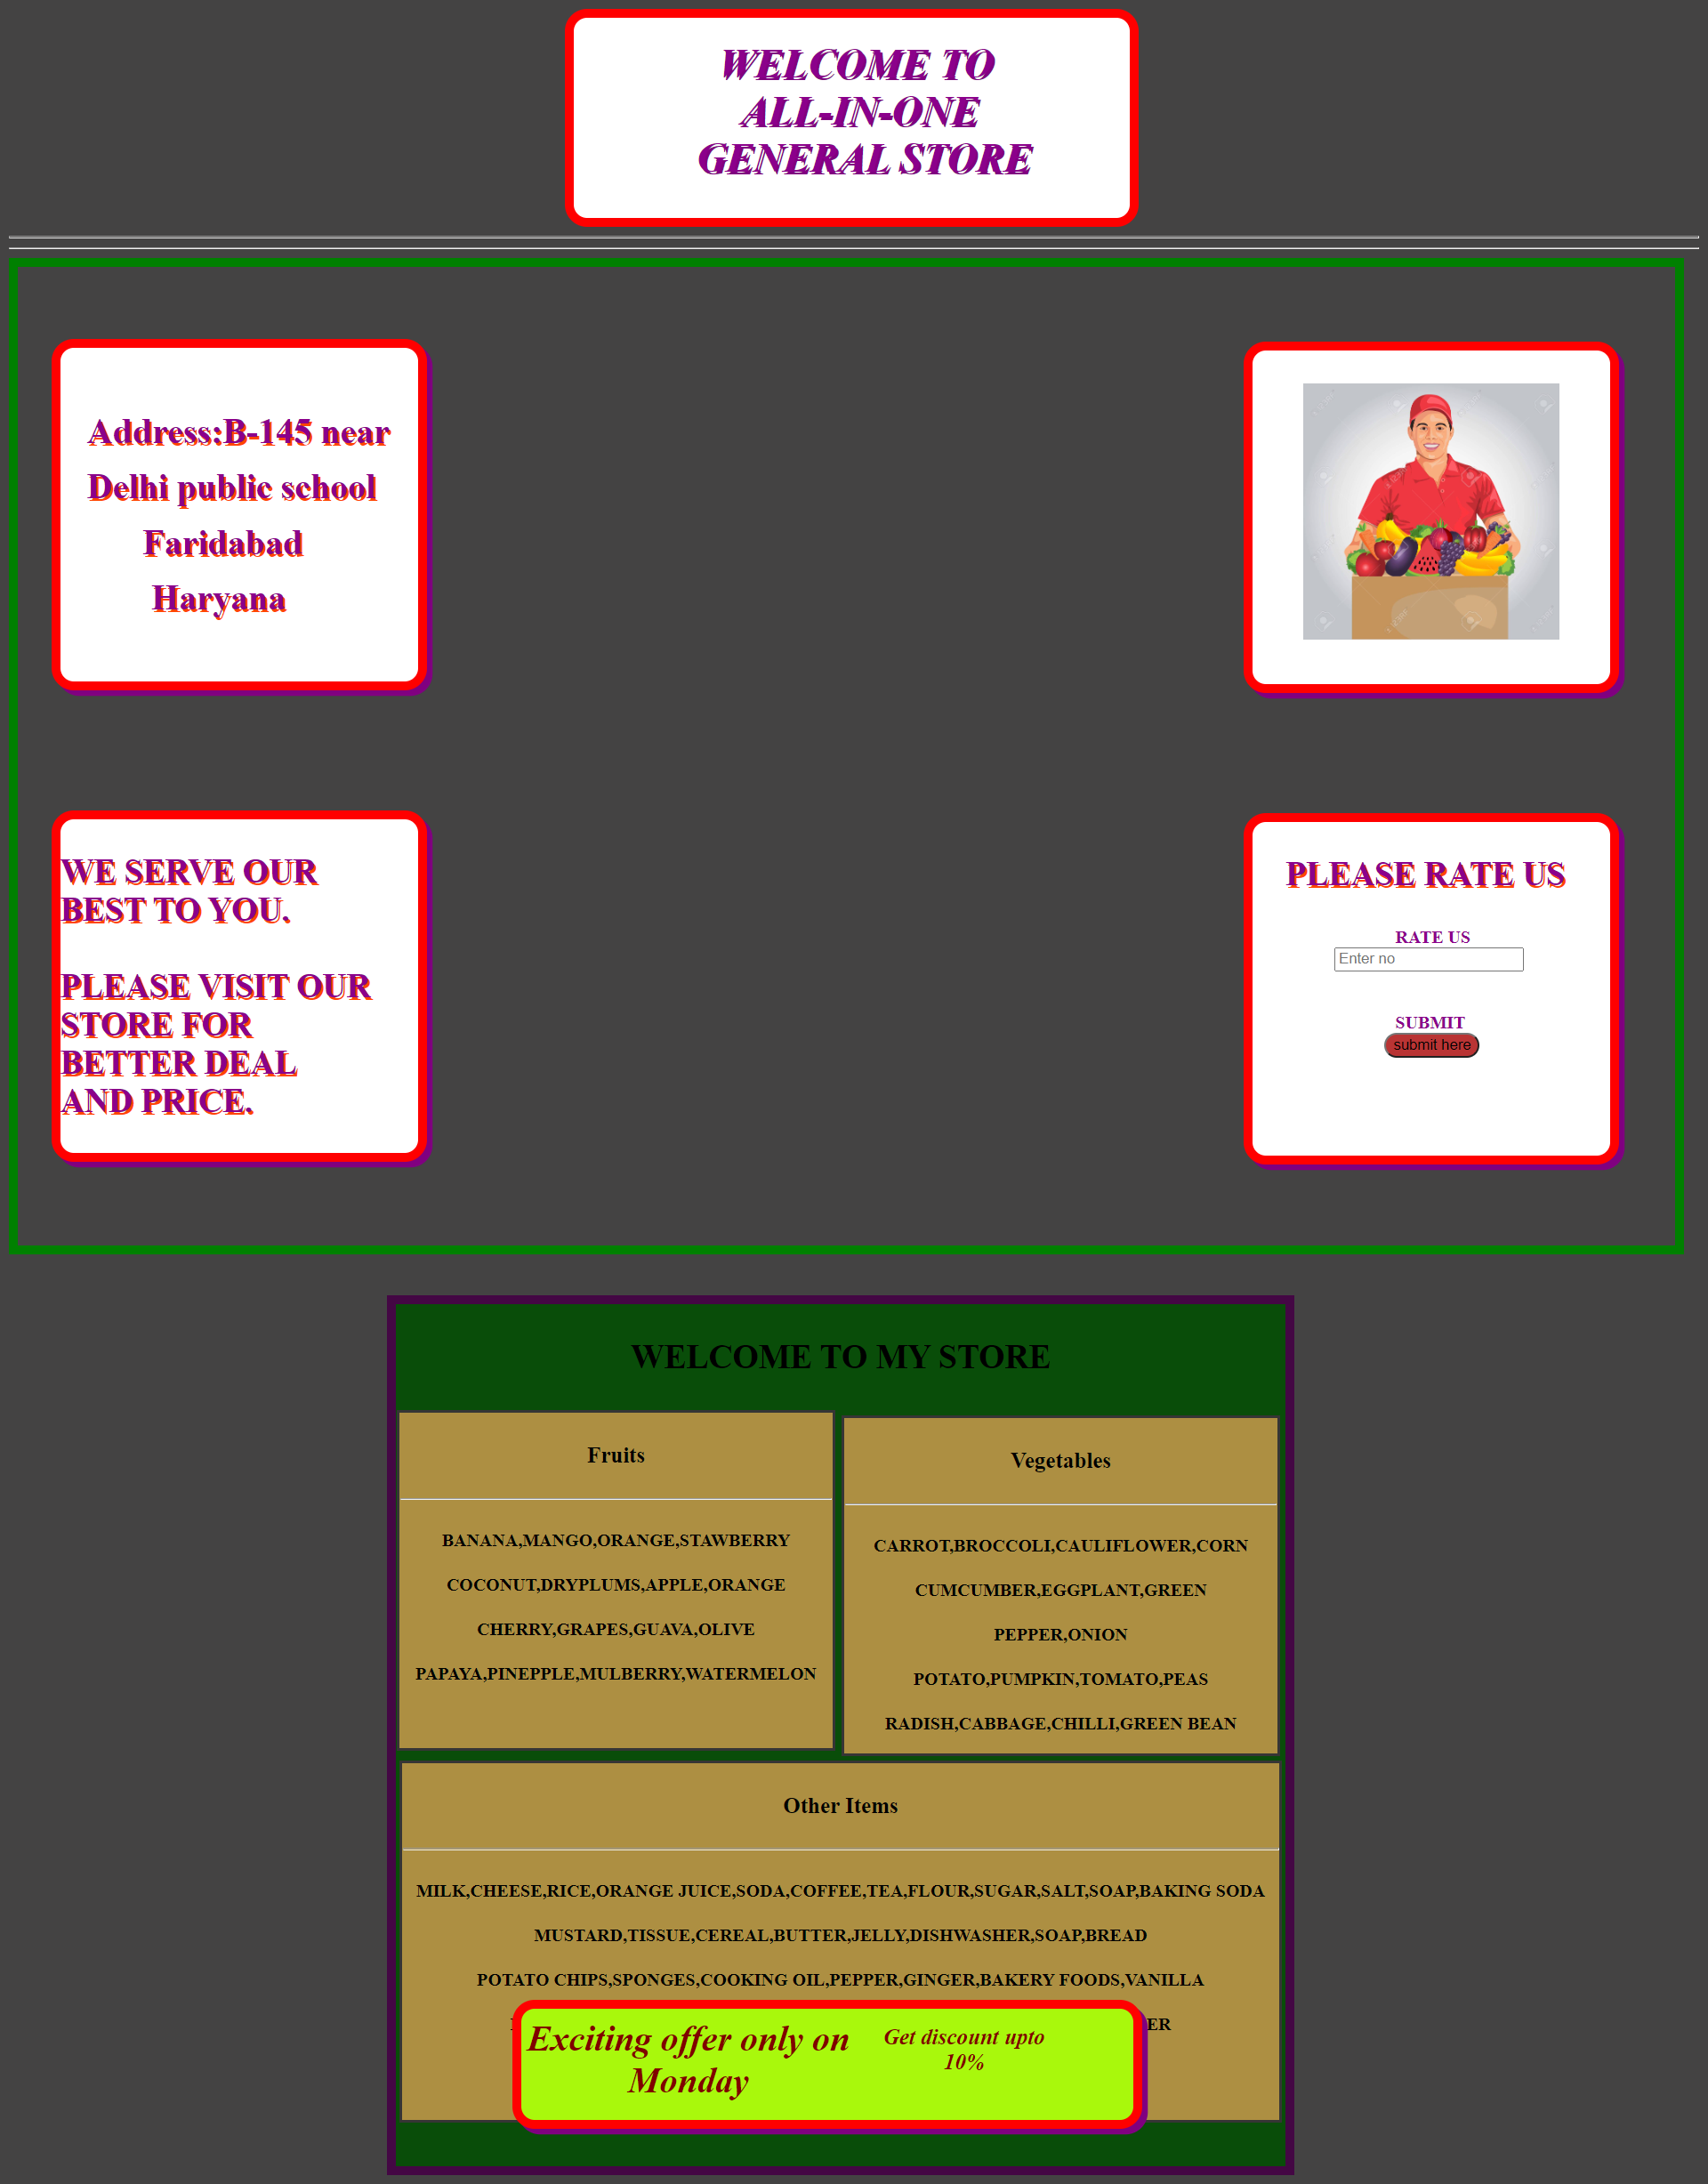 WELCOME TO
ALL-IN-ONE
GENERAL STORE
Address:B-145 near
Delhi public school
Faridabad
Haryana
WE SERVE OUR
BEST TO YOU.
PLEASE VISIT OUR
STORE FOR
BETTER DEAL
AND PRICE.
PLEASE RATE US
RATE US
Enter no
SUBMIT
submit here
WELCOME TO MY STORE
Fruits
BANANA,MANGO,ORANGE,STAWBERRY
COCONUT,DRYPLUMS,APPLE,ORANGE
CHERRY,GRAPES,GUAVA,OLIVE
PAPAYA,PINEPPLE,MULBERRY,WATERMELON
Vegetables
CARROT,BROCCOLI,CAULIFLOWER,CORN
CUMCUMBER,EGGPLANT,GREEN
PEPPER,ONION
POTATO,PUMPKIN,TOMATO,PEAS
RADISH,CABBAGE,CHILLI,GREEN BEAN
Other Items
MILK,CHEESE,RICE,ORANGE JUICE,SODA,COFFEE,TEA,FLOUR,SUGAR,SALT,SOAP,BAKING SODA
MUSTARD,TISSUE,CEREAL,BUTTER,JELLY,DISHWASHER,SOAP,BREAD
POTATO CHIPS,SPONGES,COOKING OIL,PEPPER,GINGER,BAKERY FOODS,VANILLA
Exciting offer only on
Monday
Get discount upto
10%